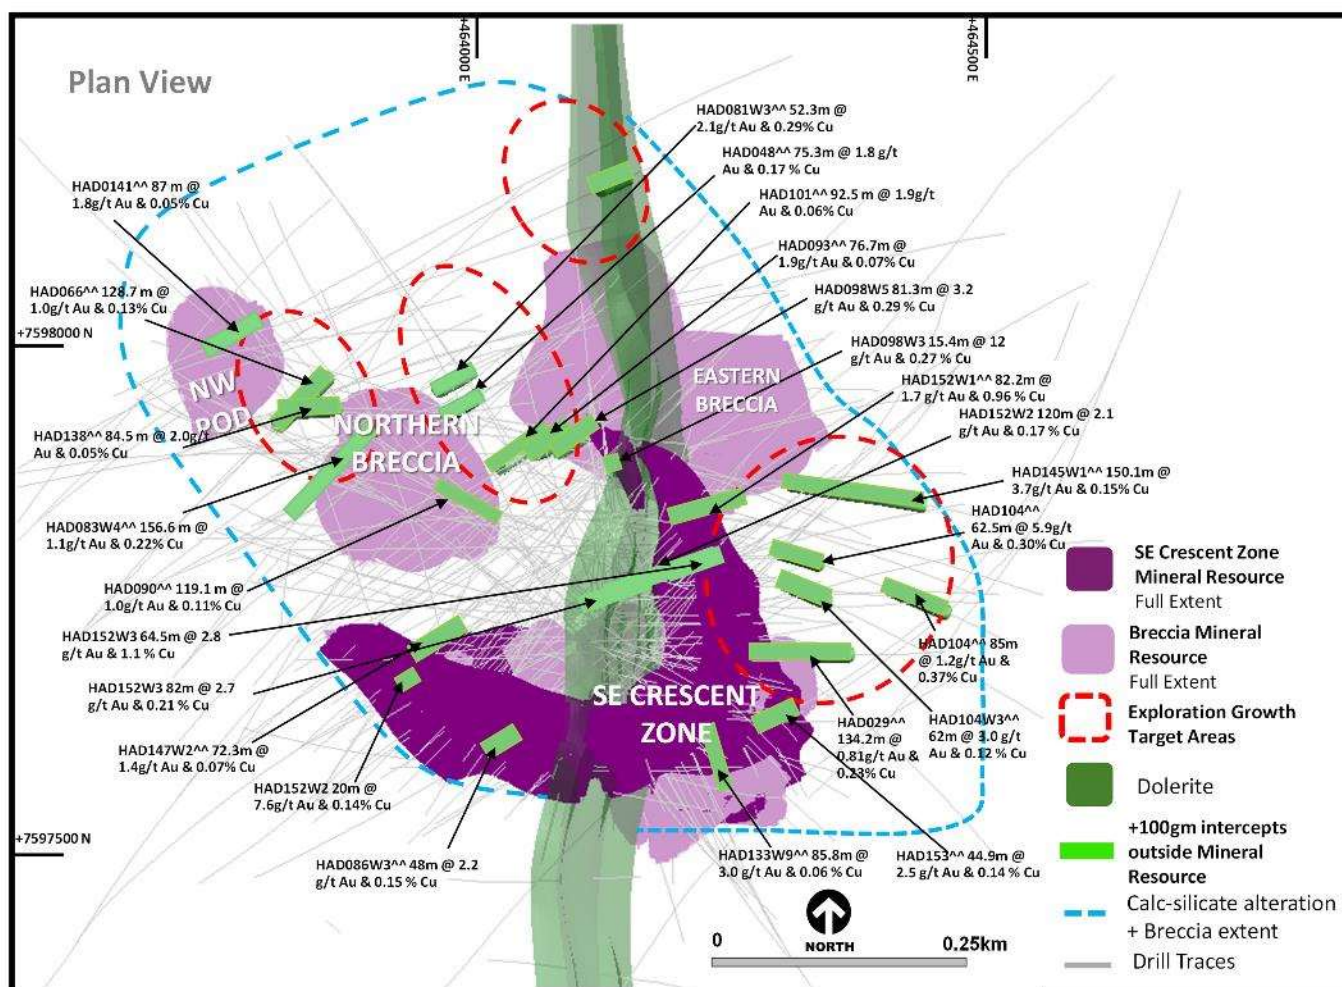 Plan View
+464000 E
+464500 E
HAD081W3^^ 52.3m @
2.1g/t Au & 0.29% Cu
HAD048^^ 75.3m @ 1.8 g/t
Au & 0.17 % Cu
HAD101^^ 92.5 m @ 1.9g/t
Au & 0.06% Cu
HAD093^^ 76.7m @
1.9g/t Au & 0.07% Cu
HAD098W5 81.3m @ 3.2
g/t Au & 0.29 % Cu
HAD098W3 15.4m @ 12
g/t Au & 0.27 % Cu
HAD152W1^^ 82.2m @
1.7 g/t Au & 0.96 % Cu
HAD152W2 120m @ 2.1
g/t Au & 0.17 % Cu
HAD145W1^^ 150.1m @
3.7g/t Au & 0.15% Cu
HAD104^^
62.5m @ 5.9g/t
Au & 0.30% Cu
HAD0141^^ 87 m @
1.8g/t Au & 0.05% Cu
HAD066^^ 128.7 m @
1.0g/t Au & 0.13% Cu
+7598000 N
NW
POD
NORTHERN
BRECCIA
EASTERN
BRECCIA
HAD138^^ 84.5 m @ 2.0g/t
Au & 0.05% Cu
HAD083W4^^ 156.6 m @
1.1g/t Au & 0.22% Cu
HAD090^^ 119.1 m @
1.0g/t Au & 0.11% Cu
HAD152W3 64.5m @ 2.8
g/t Au & 1.1 % Cu
HAD152W3 82m @ 2.7
g/t Au & 0.21 % Cu
HAD147W2^^ 72.3m @
1.4g/t Au & 0.07% Cu
HAD152W2 20m @
7.6g/t Au & 0.14% Cu
HAD086W3^^ 48m @ 2.2
g/t Au & 0.15 % Cu
SE CRESCENT
ZONE
HAD104^^ 85m
@ 1.2g/t Au &
0.37% Cu
HAD029^^
134.2m @
0.81g/t Au &
0.23% Cu
HAD104W3^^
62m @ 3.0 g/t
Au & 0.12 % Cu
HAD133W9^^ 85.8m @
3.0 g/t Au & 0.06 % Cu
HAD153^^ 44.9m @
2.5 g/t Au & 0.14 % Cu
+7597500 N
NORTH
0
0.25km
SE Crescent Zone
Mineral Resource
Full Extent
Breccia Mineral
Resource
Full Extent
Exploration Growth
Target Areas
Dolerite
+100gm intercepts
outside Mineral
Resource
Calc-silicate alteration
+ Breccia extent
Drill Traces